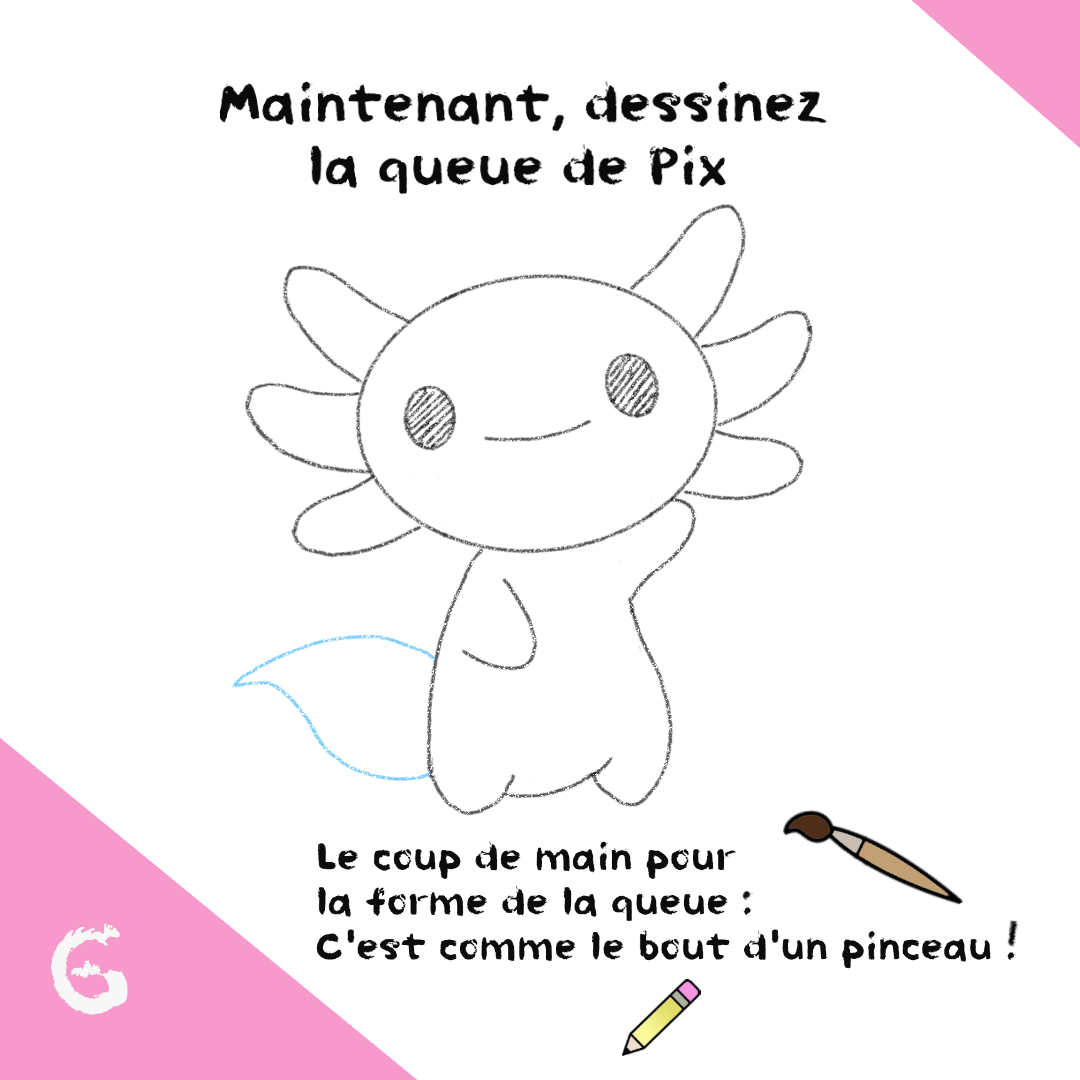 Maintenant, dessinez
la queue de Pix
Le coup de main pour
la forme de la queue :
C'est comme le bout d'un pinceau !
G